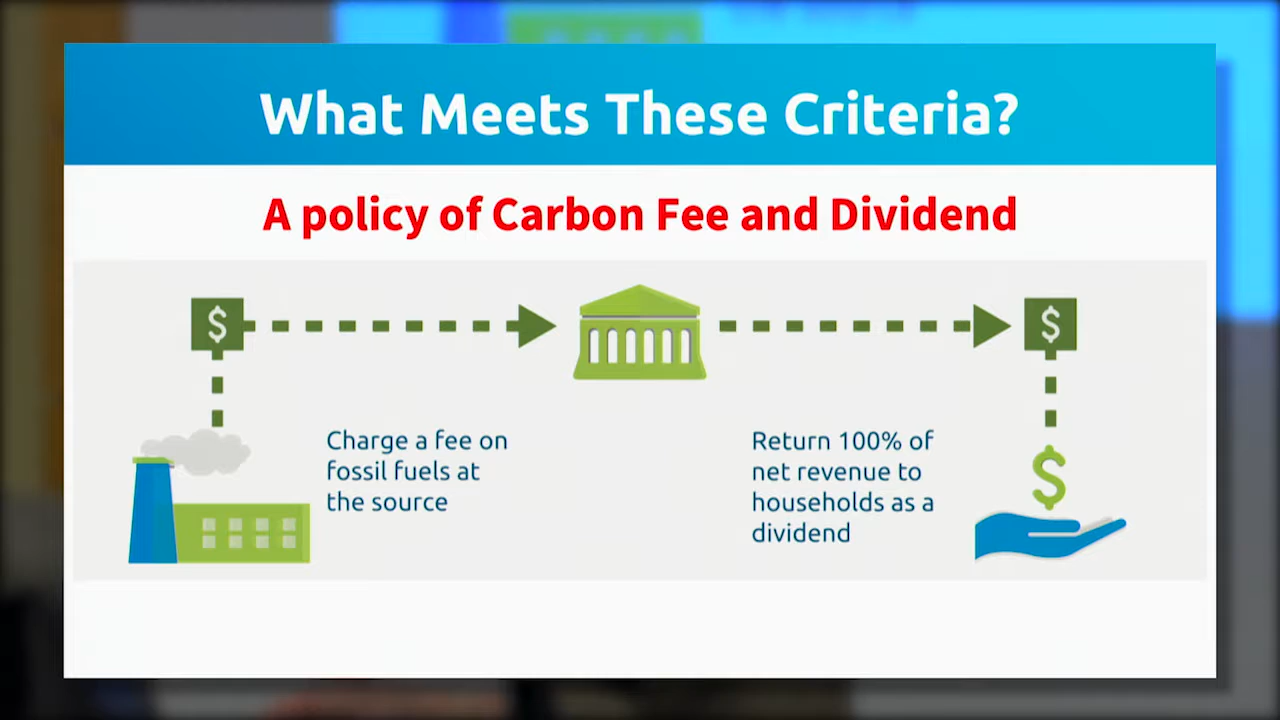 What Meets These Criteria?
A policy of Carbon Fee and Dividend
$
$
Charge a fee on
fossil fuels at
the source
Return 100% of
net revenue to
households as a
dividend
$